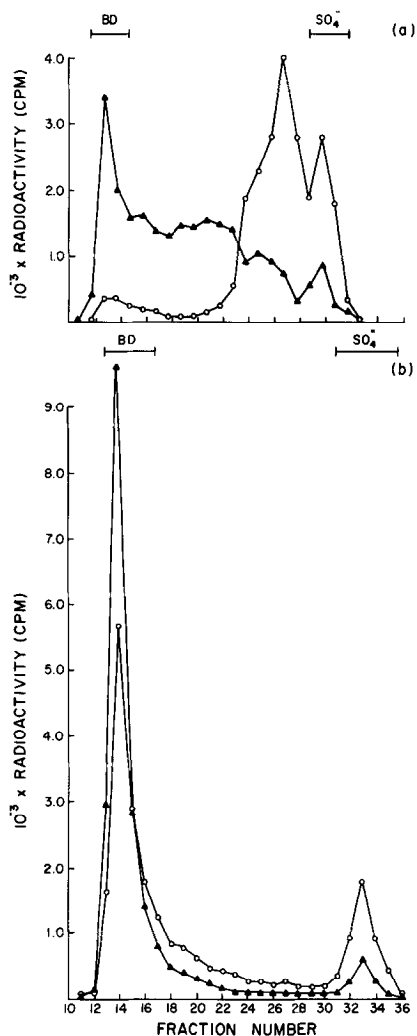 BD SO₄⁻⁻ (a)
4.0
3.0
2.0
1.0
10⁻³ x RADIOACTIVITY (CPM)
BD SO₄⁻⁻ (b)
9.0
8.0
7.0
6.0
5.0
4.0
3.0
2.0
1.0
10⁻³ x RADIOACTIVITY (CPM)
10 12 14 16 18 20 22 24 26 28 30 32 34 36
FRACTION NUMBER